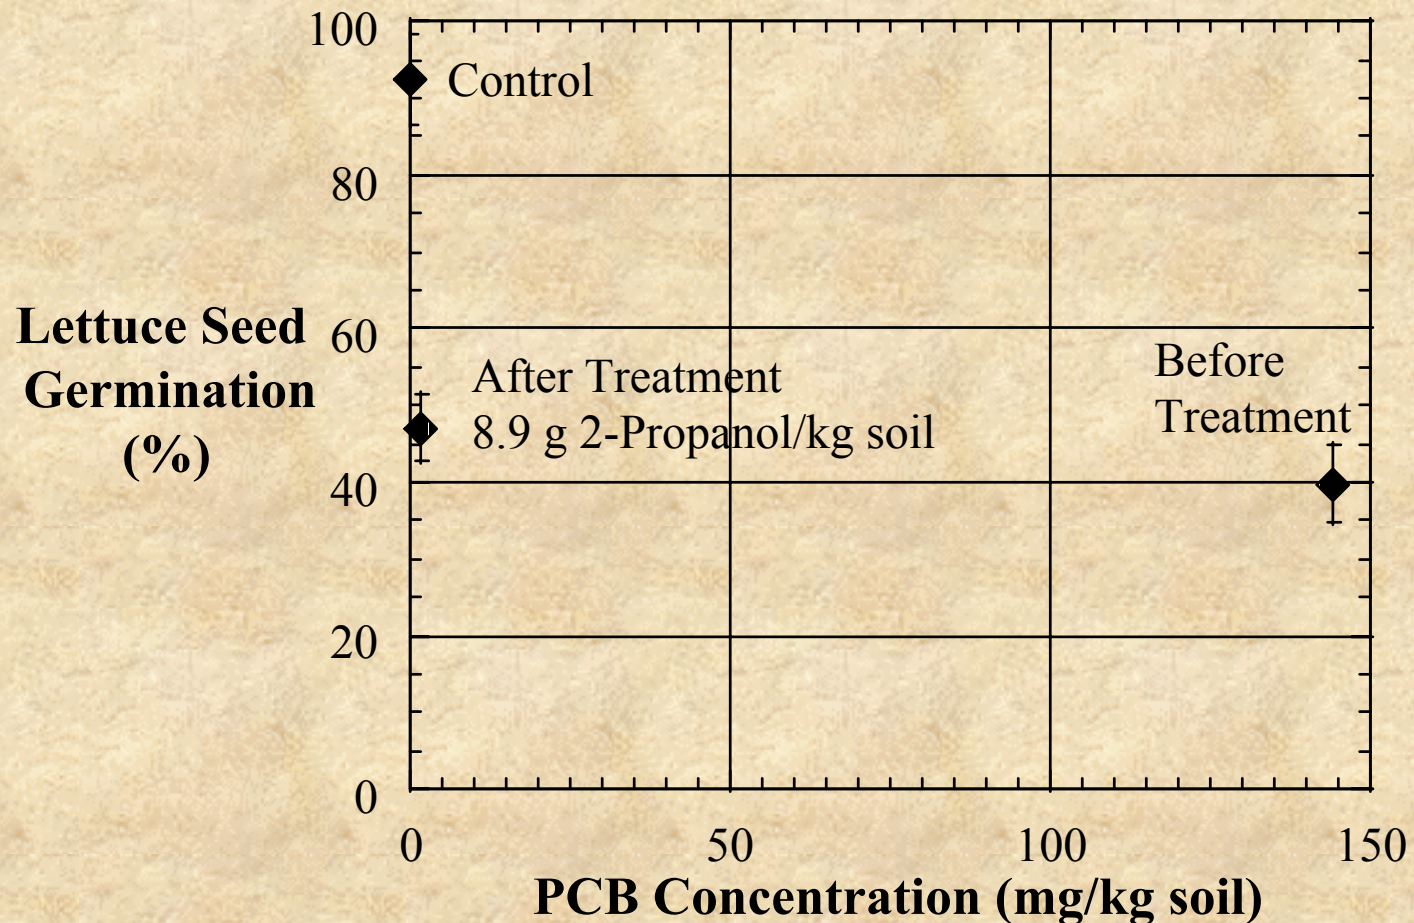 100
Control
80
Lettuce Seed
Germination
(%)
60
After Treatment
8.9 g 2-Propanol/kg soil
Before
Treatment
40
20
0
0 50 100 150
PCB Concentration (mg/kg soil)